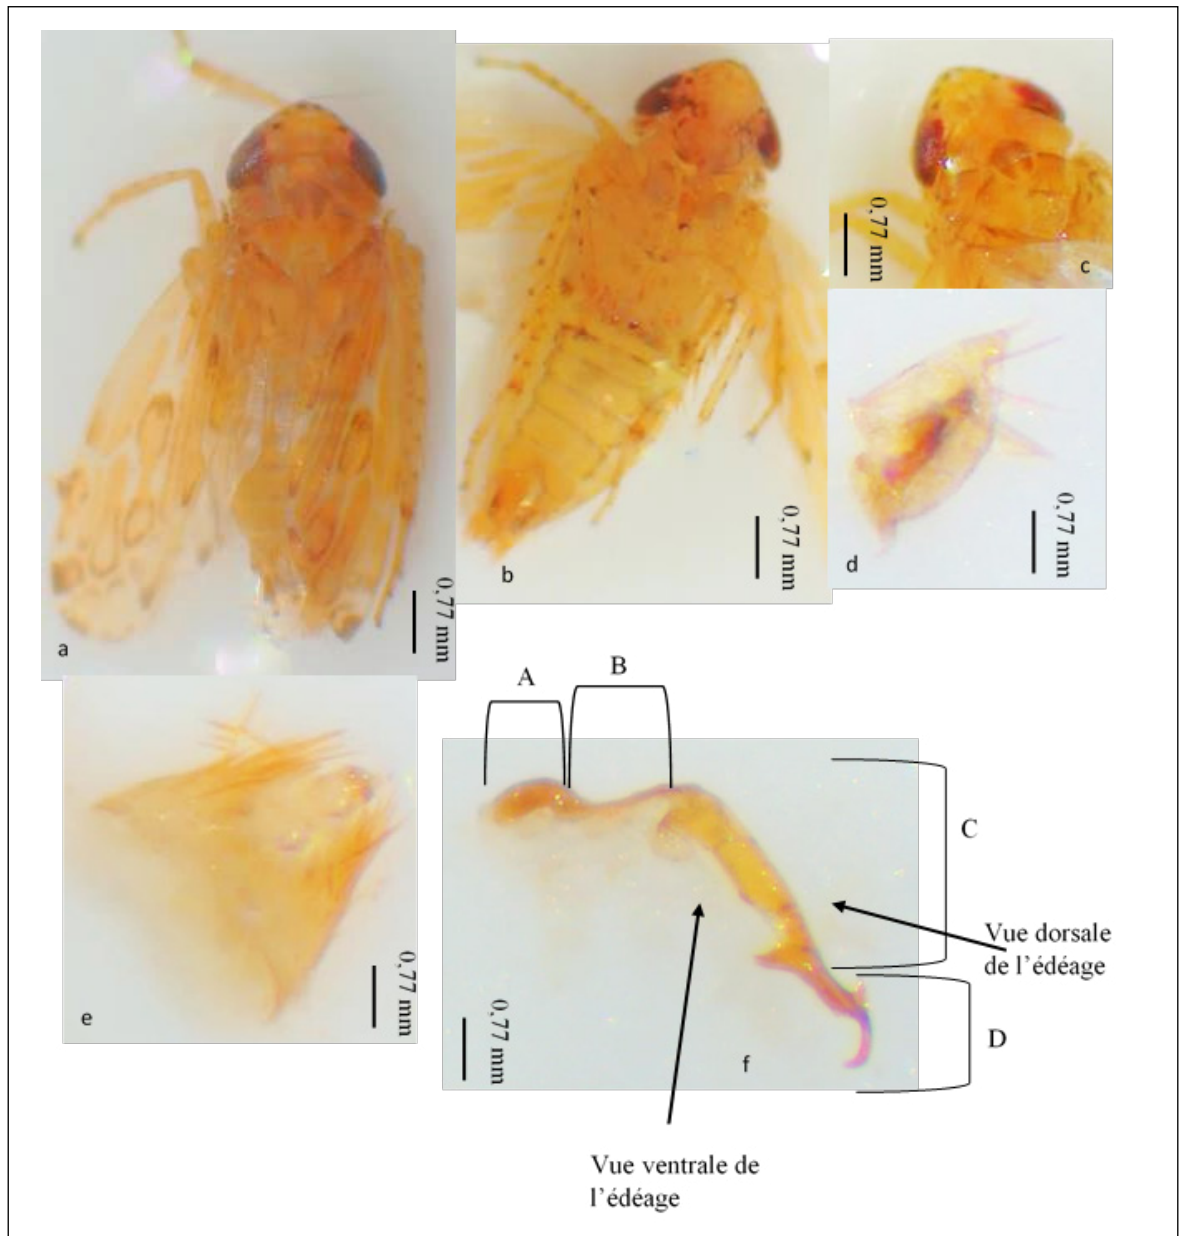 a
0,77 mm
b
0,77 mm
c
0,77 mm
d
0,77 mm
e
0,77 mm
A
B
C
D
f
0,77 mm
Vue dorsale
de l'édéage
Vue ventrale de
l'édéage